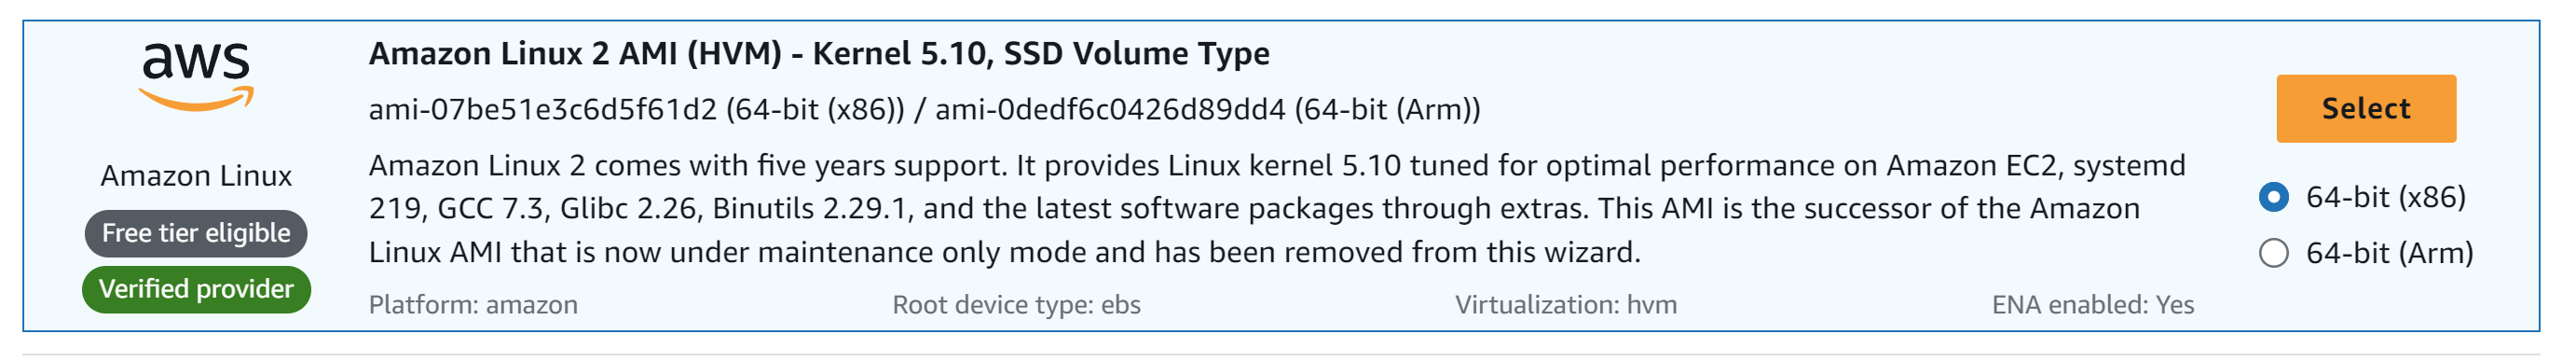 aws
Amazon Linux
Free tier eligible
Verified provider
Amazon Linux 2 AMI (HVM) - Kernel 5.10, SSD Volume Type
ami-07be51e3c6d5f61d2 (64-bit (x86)) / ami-0dedf6c0426d89dd4 (64-bit (Arm))
Amazon Linux 2 comes with five years support. It provides Linux kernel 5.10 tuned for optimal performance on Amazon EC2, systemd
219, GCC 7.3, Glibc 2.26, Binutils 2.29.1, and the latest software packages through extras. This AMI is the successor of the Amazon
Linux AMI that is now under maintenance only mode and has been removed from this wizard.
Platform: amazon
Root device type: ebs
Virtualization: hvm
ENA enabled: Yes
Select
64-bit (x86)
64-bit (Arm)